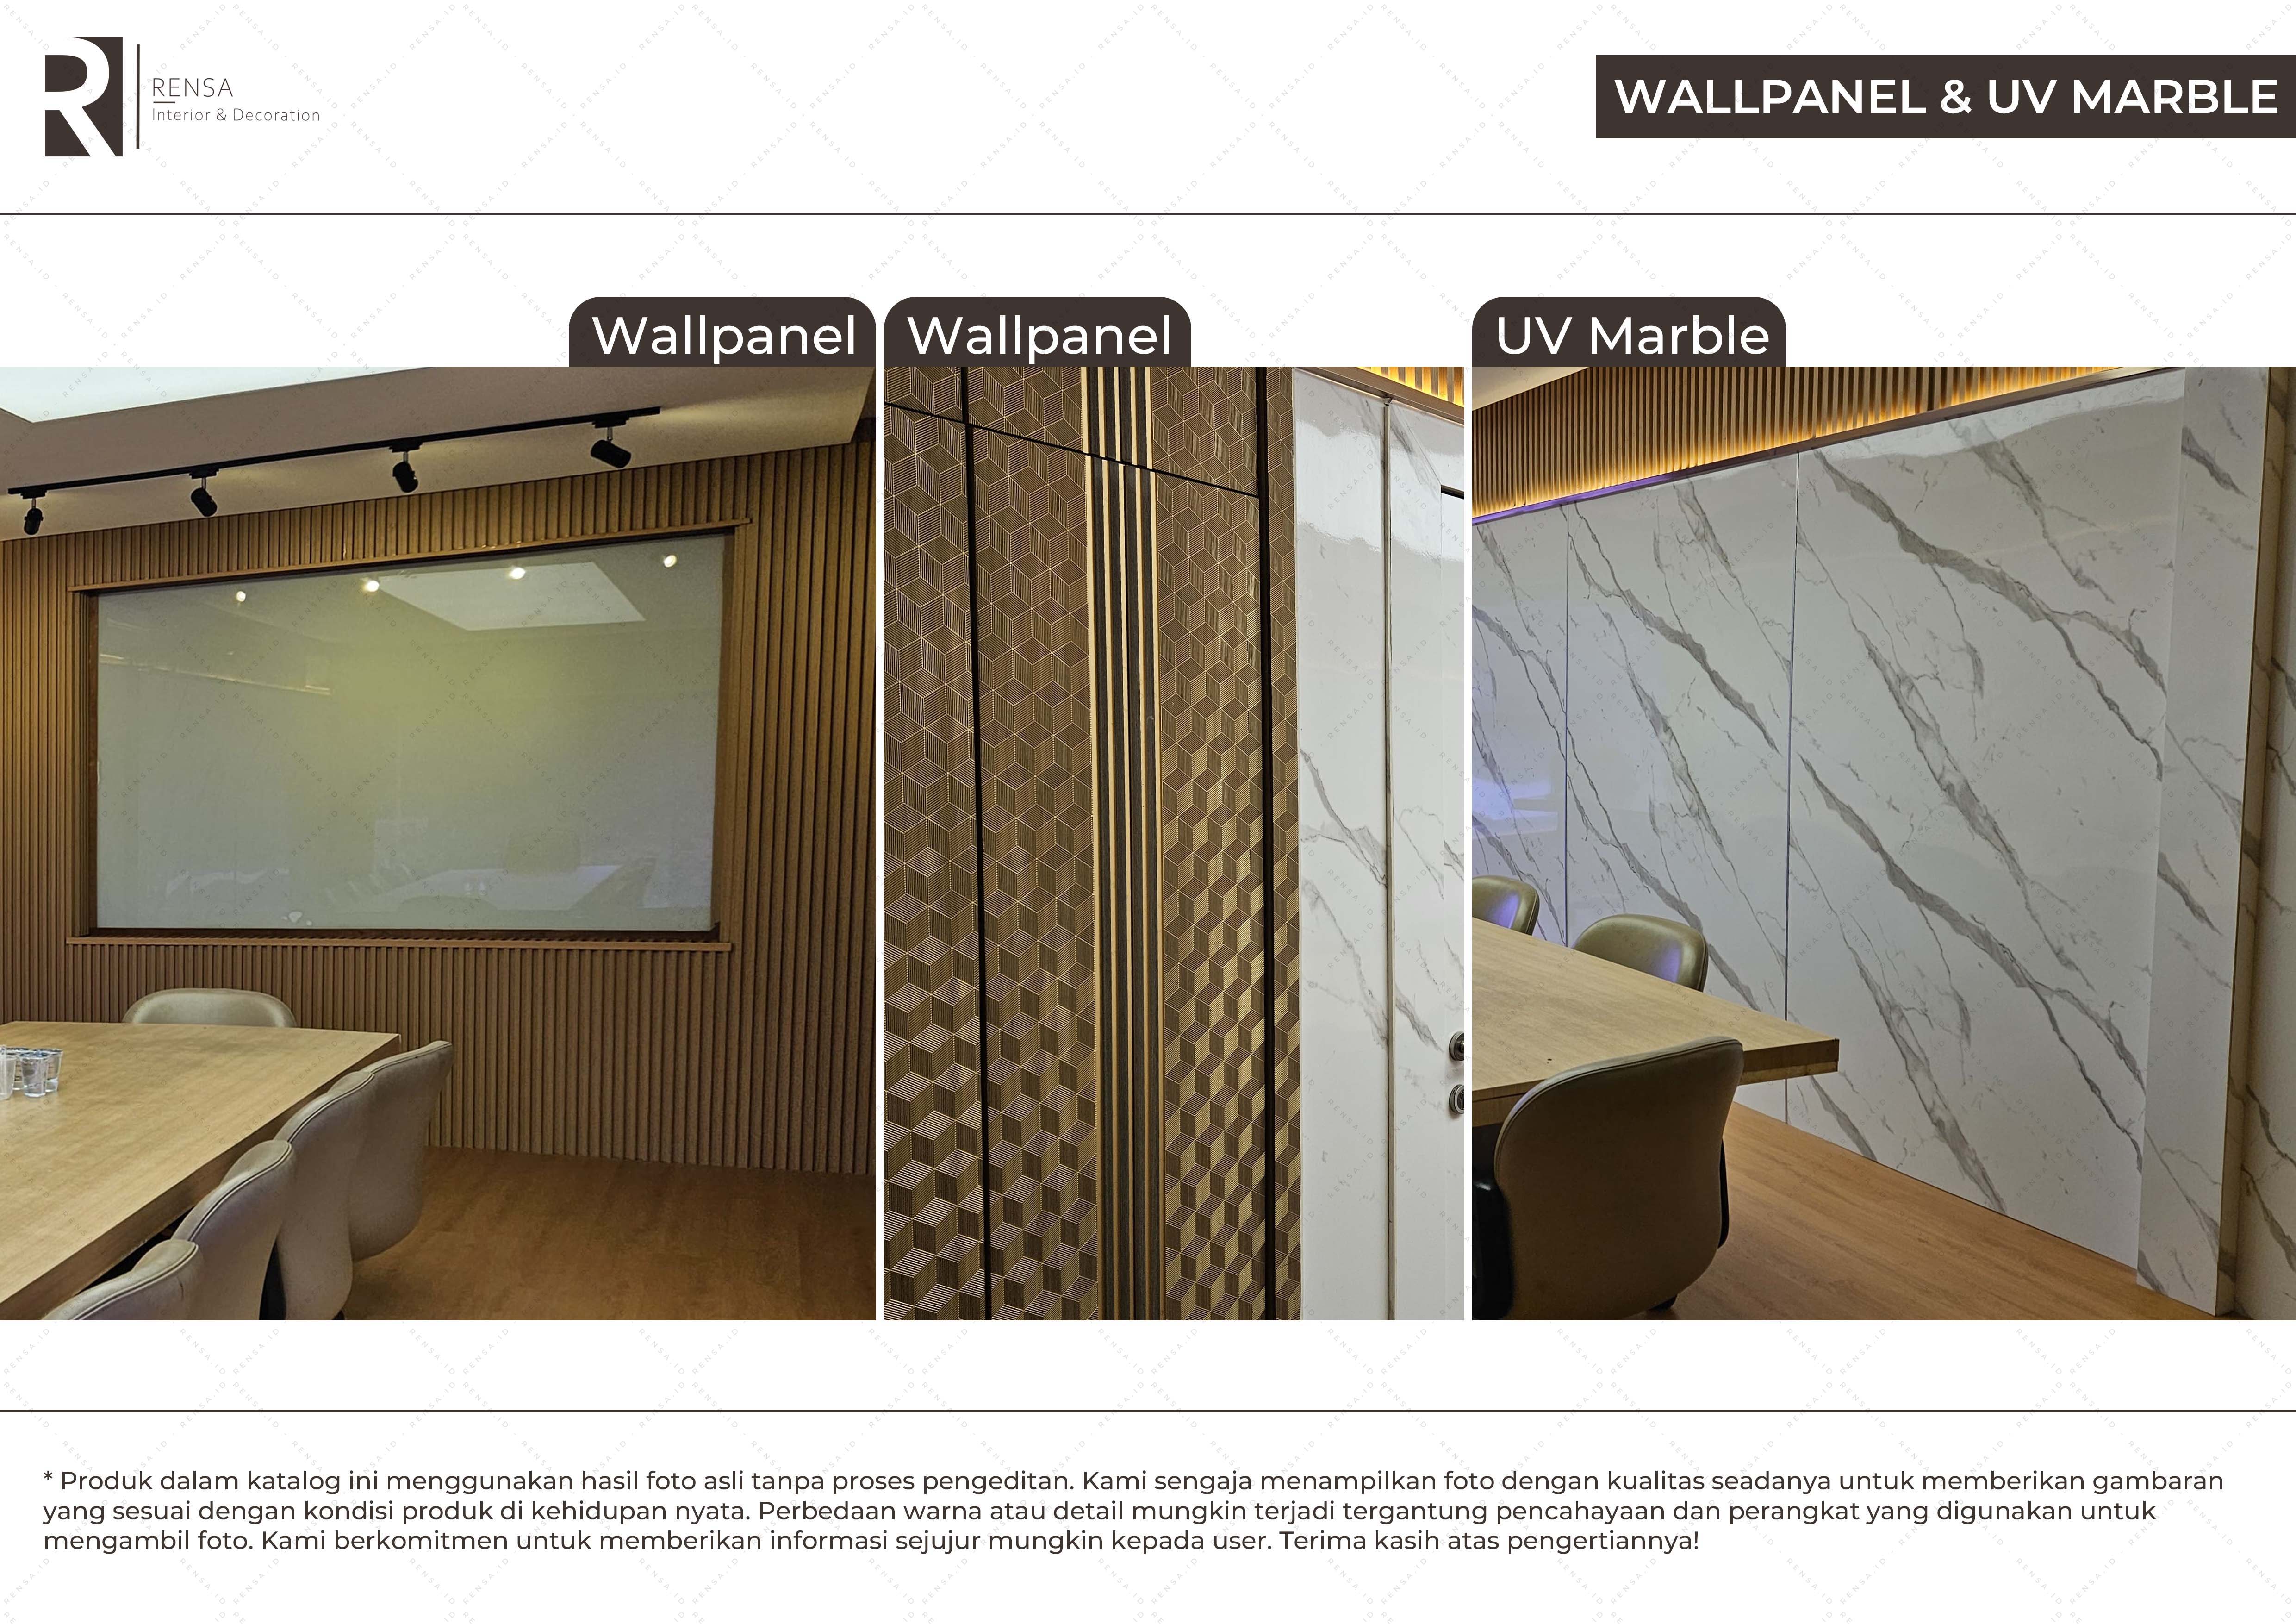 R
RENSA
Interior & Decoration
WALLPANEL & UV MARBLE
Wallpanel
Wallpanel
UV Marble
* Produk dalam katalog ini menggunakan hasil foto asli tanpa proses pengeditan. Kami sengaja menampilkan foto dengan kualitas seadanya untuk memberikan gambaran
yang sesuai dengan kondisi produk di kehidupan nyata. Perbedaan warna atau detail mungkin terjadi tergantung pencahayaan dan perangkat yang digunakan untuk
mengambil foto. Kami berkomitmen untuk memberikan informasi sejujur mungkin kepada user. Terima kasih atas pengertiannya!
RENSA.ID